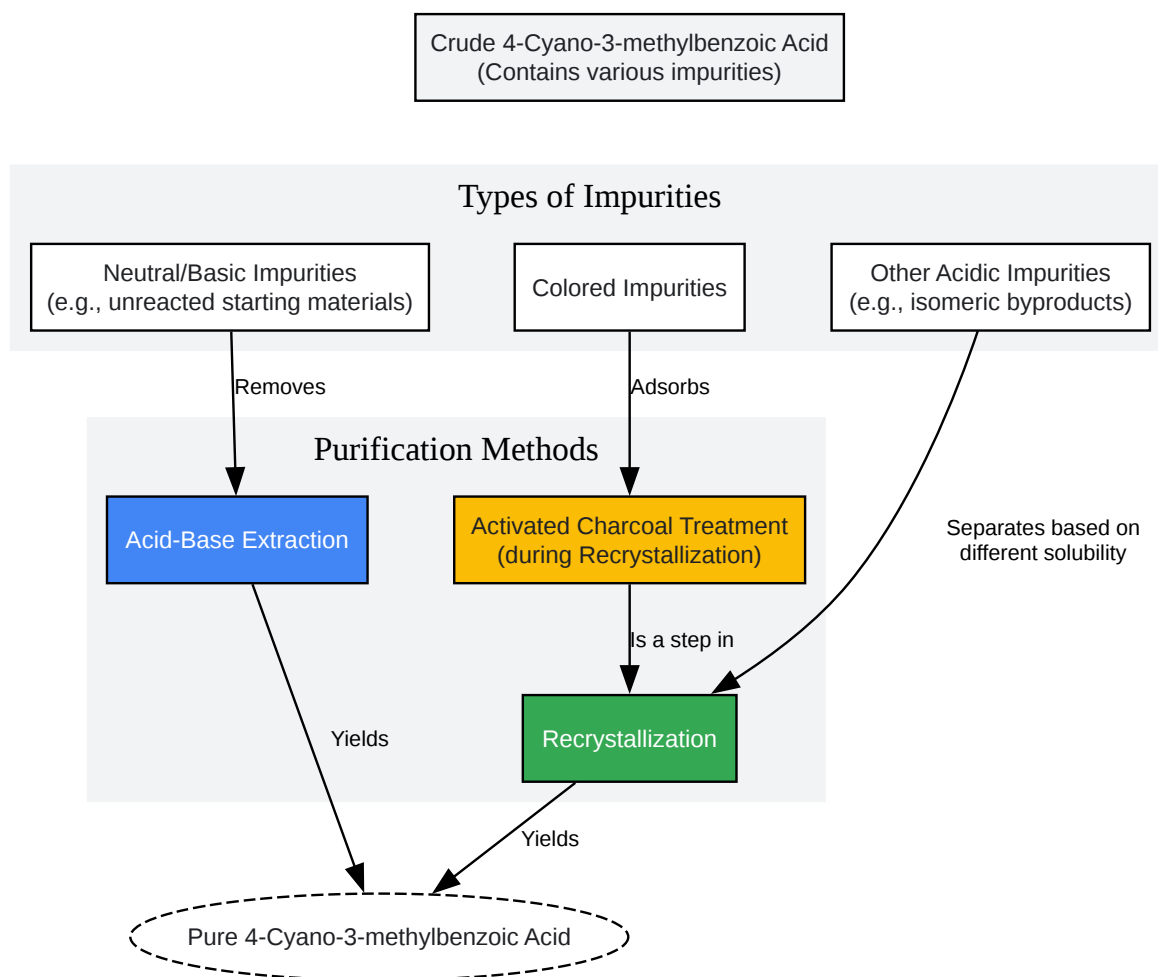 Crude 4-Cyano-3-methylbenzoic Acid
(Contains various impurities)
Types of Impurities
Neutral/Basic Impurities
(e.g., unreacted starting materials)
Colored Impurities
Other Acidic Impurities
(e.g., isomeric byproducts)
Removes
Adsorbs
Purification Methods
Acid-Base Extraction
Activated Charcoal Treatment
(during Recrystallization)
Separates based on
different solubility
Is a step in
Recrystallization
Yields
Yields
Pure 4-Cyano-3-methylbenzoic Acid